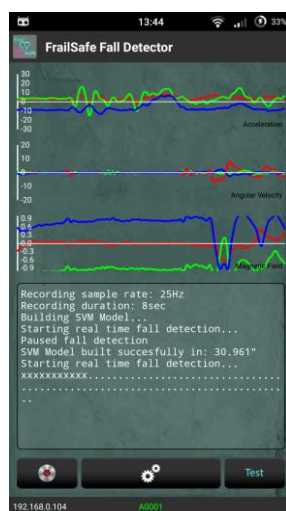 13:44
33%
FrailSafe Fall Detector
30
20
10
0
-10
-20
-30
Acceleration
20
10
0
-10
-20
Angular Velocity
0.9
0.6
0.3
0.0
-0.3
-0.6
-0.9
Magnetic Field
Recording sample rate: 25Hz
Recording duration: 8sec
Building SVM Model...
Starting real time fall detection...
Paused fall detection
SVM Model built succesfully in: 30.961"
Starting real time fall detection...
xxxxxxxxxxx..............................
.........................................
..
Test
192.168.0.104
A0001